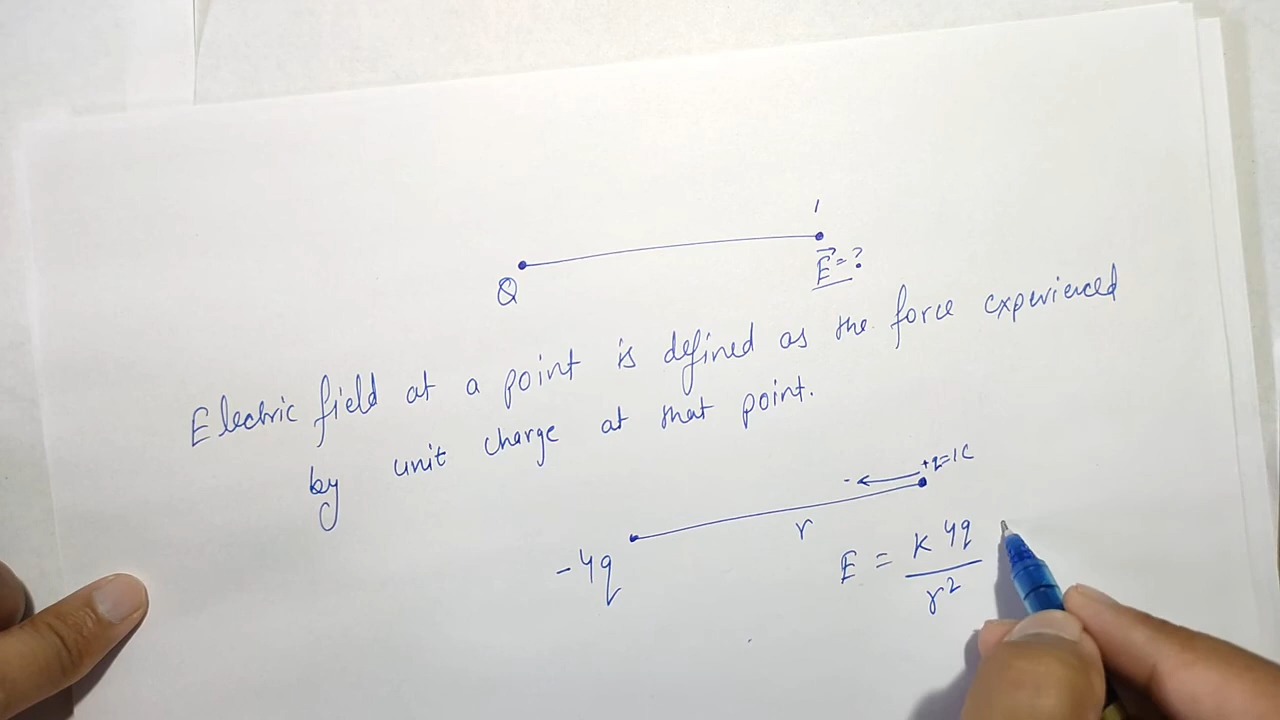 1
Q
E=?
Electric field at a point is defined as the force experienced
by unit charge at that point.
+q=1C
-
r
-4q
E = K4q/r²